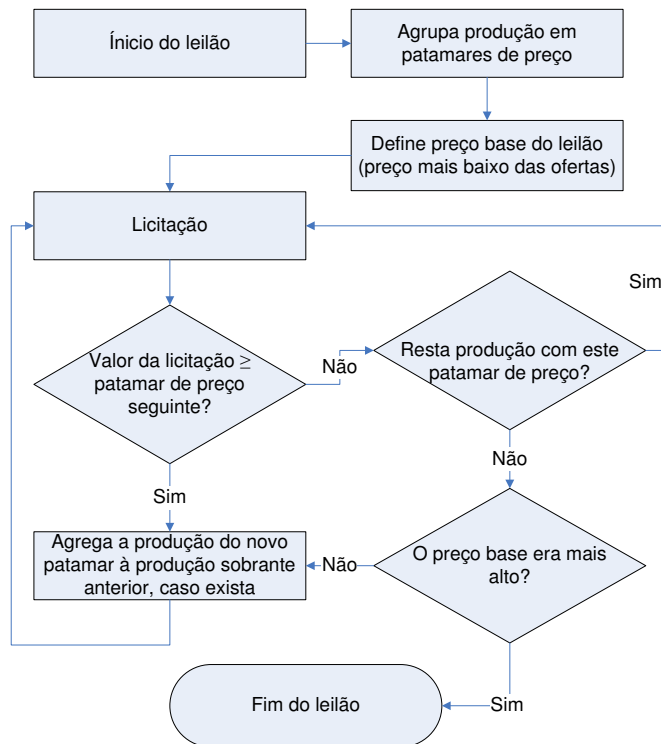 Ínicio do leilão
Agrupa produção em
patamares de preço
Define preço base do leilão
(preço mais baixo das ofertas)
Licitação
Sim
Valor da licitação ≥
patamar de preço
seguinte?
Não
Resta produção com este
patamar de preço?
Não
Sim
Agrega a produção do novo
patamar à produção sobrante
anterior, caso exista
Não
O preço base era mais
alto?
Fim do leilão
Sim